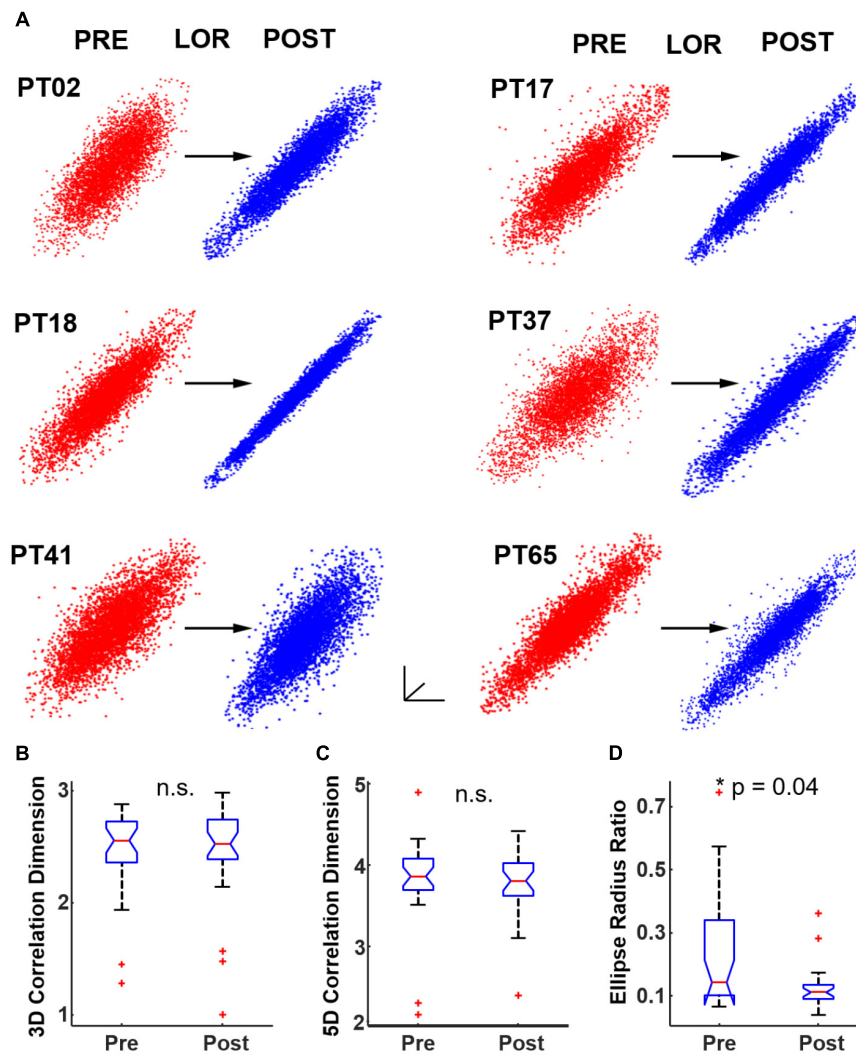 A
PRE LOR POST PRE LOR POST
PT02 PT17
PT18 PT37
PT41 PT65
B C D
3D Correlation Dimension
3
2
1
n.s.
Pre Post
5D Correlation Dimension
5
4
3
2
n.s.
Pre Post
Ellipse Radius Ratio
0.7
0.5
0.3
0.1
* p = 0.04
Pre Post